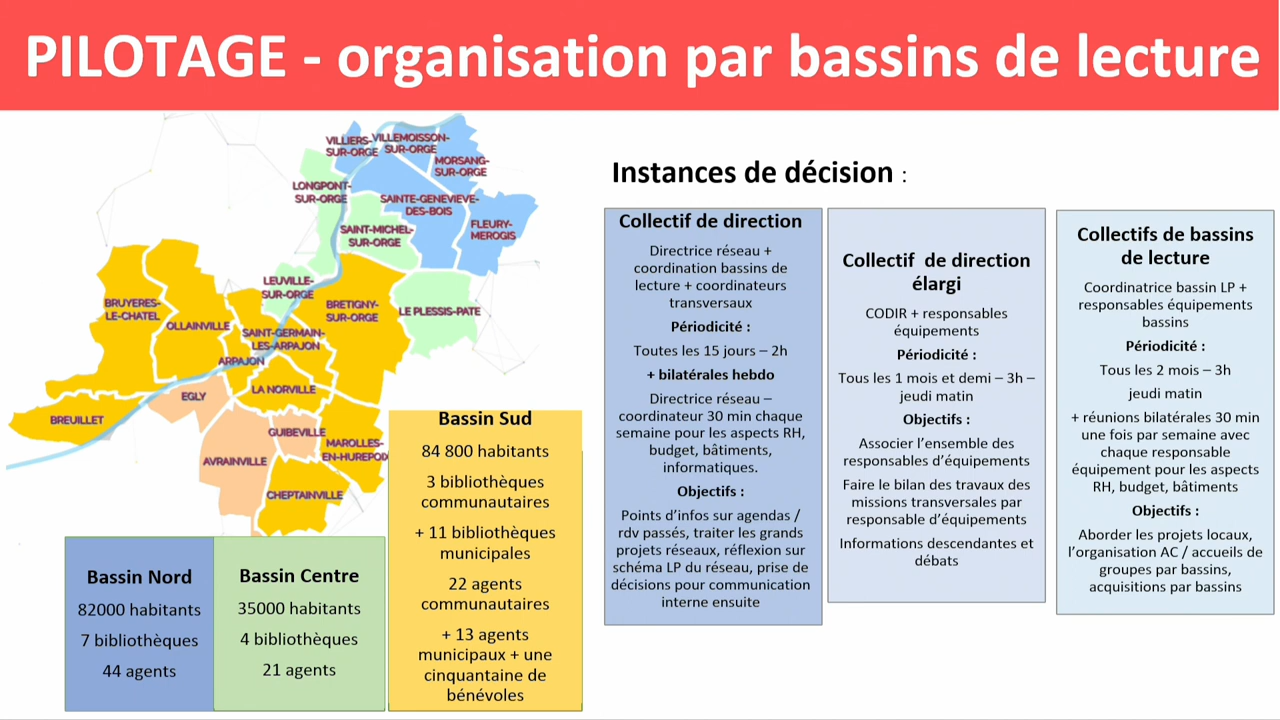 PILOTAGE - organisation par bassins de lecture
VILLIERS-
SUR-ORGE
VILLEMOISSON-
SUR-ORGE
MORSANG-
SUR-ORGE
LONGPONT-
SUR-ORGE
SAINTE-GENEVIEVE-
DES-BOIS
FLEURY-
MEROGIS
SAINT-MICHEL-
SUR-ORGE
LEUVILLE-
SUR-ORGE
BRETIGNY-
SUR-ORGE
LE PLESSIS-PATE
BRUYERES-
LE-CHATEL
OLLAINVILLE
SAINT-GERMAIN-
LES-ARPAJON
ARPAJON
LA NORVILLE
EGLY
BREUILLET
GUIBEVILLE
MAROLLES-
EN-HUREPOIX
AVRAINVILLE
CHEPTAINVILLE
Bassin Nord
82000 habitants
7 bibliothèques
44 agents
Bassin Centre
35000 habitants
4 bibliothèques
21 agents
Bassin Sud
84 800 habitants
3 bibliothèques
communautaires
+ 11 bibliothèques
municipales
22 agents
communautaires
+ 13 agents
municipaux + une
cinquantaine de
bénévoles
Instances de décision :
Collectif de direction
Directrice réseau +
coordination bassins de
lecture + coordinateurs
transversaux
Périodicité :
Toutes les 15 jours – 2h
+ bilatérales hebdo
Directrice réseau –
coordinateur 30 min chaque
semaine pour les aspects RH,
budget, bâtiments,
informatiques.
Objectifs :
Points d'infos sur agendas /
rdv passés, traiter les grands
projets réseaux, réflexion sur
schéma LP du réseau, prise de
décisions pour communication
interne ensuite
Collectif de direction
élargi
CODIR + responsables
équipements
Périodicité :
Tous les 1 mois et demi – 3h –
jeudi matin
Objectifs :
Associer l'ensemble des
responsables d'équipements
Faire le bilan des travaux des
missions transversales par
responsable d'équipements
Informations descendantes et
débats
Collectifs de bassins
de lecture
Coordinatrice bassin LP +
responsables équipements
bassins
Périodicité :
Tous les 2 mois – 3h
jeudi matin
+ réunions bilatérales 30 min
une fois par semaine avec
chaque responsable
équipement pour les aspects
RH, budget, bâtiments
Objectifs :
Aborder les projets locaux,
l'organisation AC / accueils de
groupes par bassins,
acquisitions par bassins